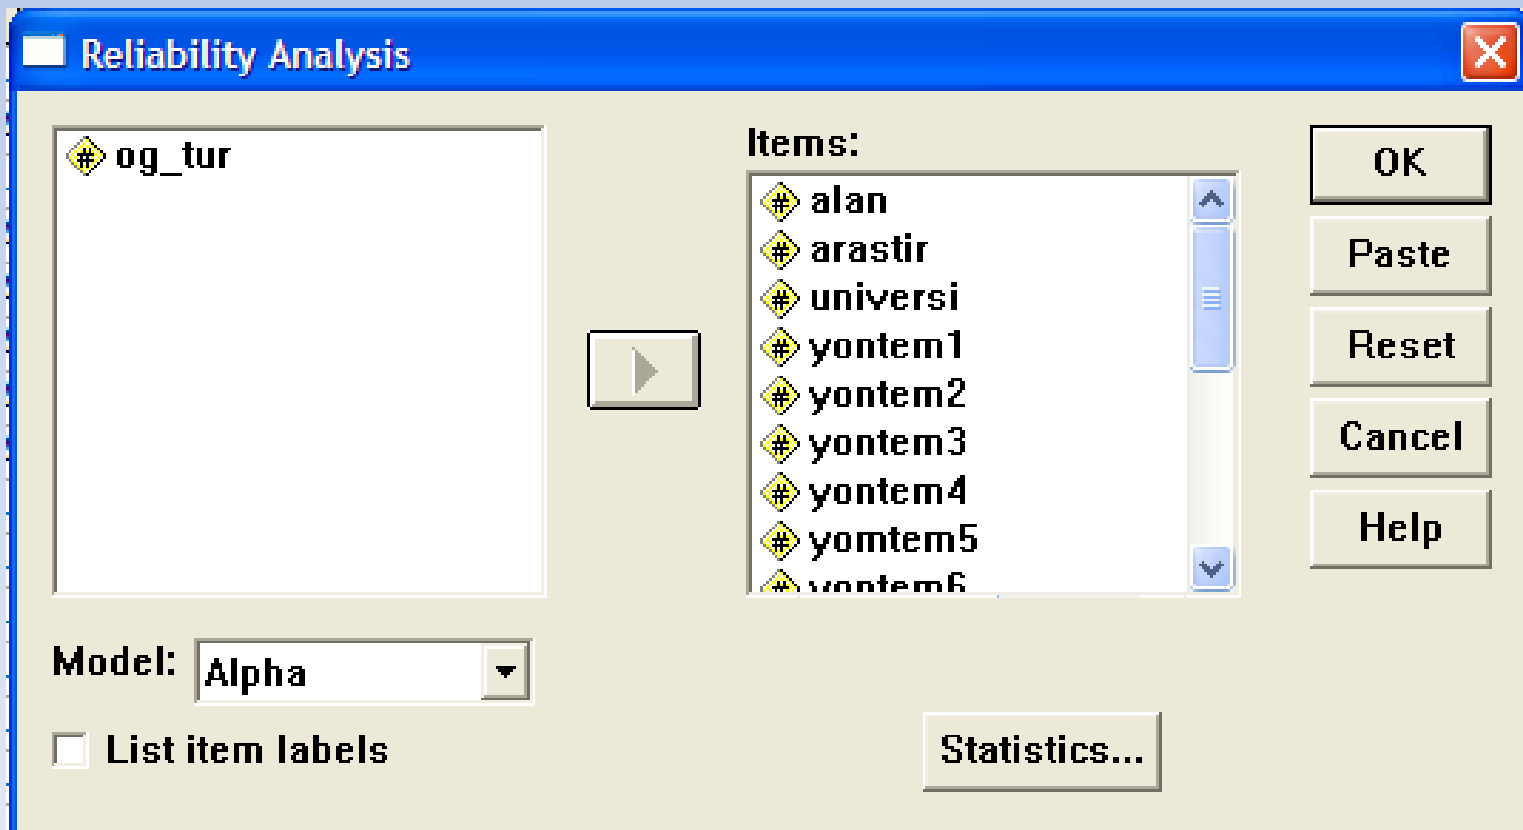 Reliability Analysis
og_tur
Items:
alan
arastir
universi
yontem1
yontem2
yontem3
yontem4
yomtem5
yontem6
OK
Paste
Reset
Cancel
Help
Model:
Alpha
List item labels
Statistics...